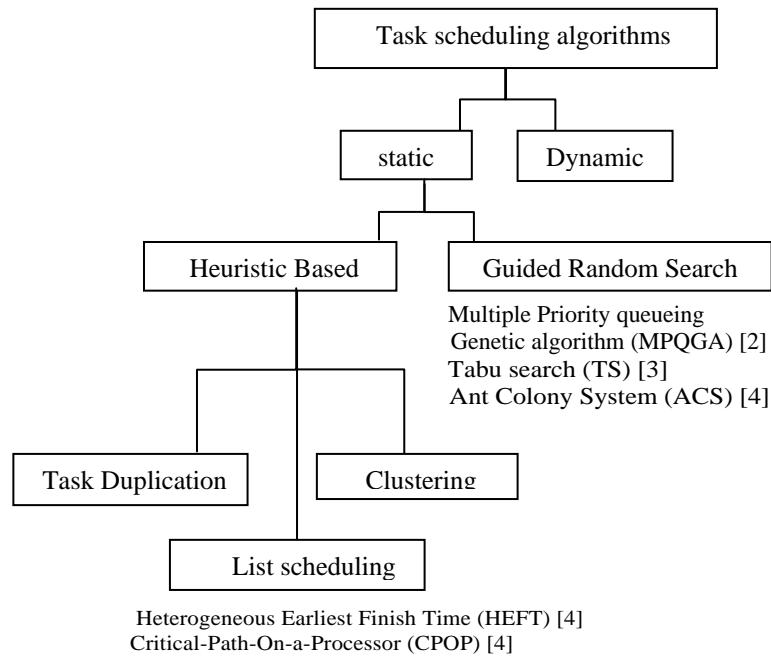 Task scheduling algorithms
static
Dynamic
Heuristic Based
Guided Random Search
Multiple Priority queueing
Genetic algorithm (MPQGA) [2]
Tabu search (TS) [3]
Ant Colony System (ACS) [4]
Task Duplication
Clustering
List scheduling
Heterogeneous Earliest Finish Time (HEFT) [4]
Critical-Path-On-a-Processor (CPOP) [4]